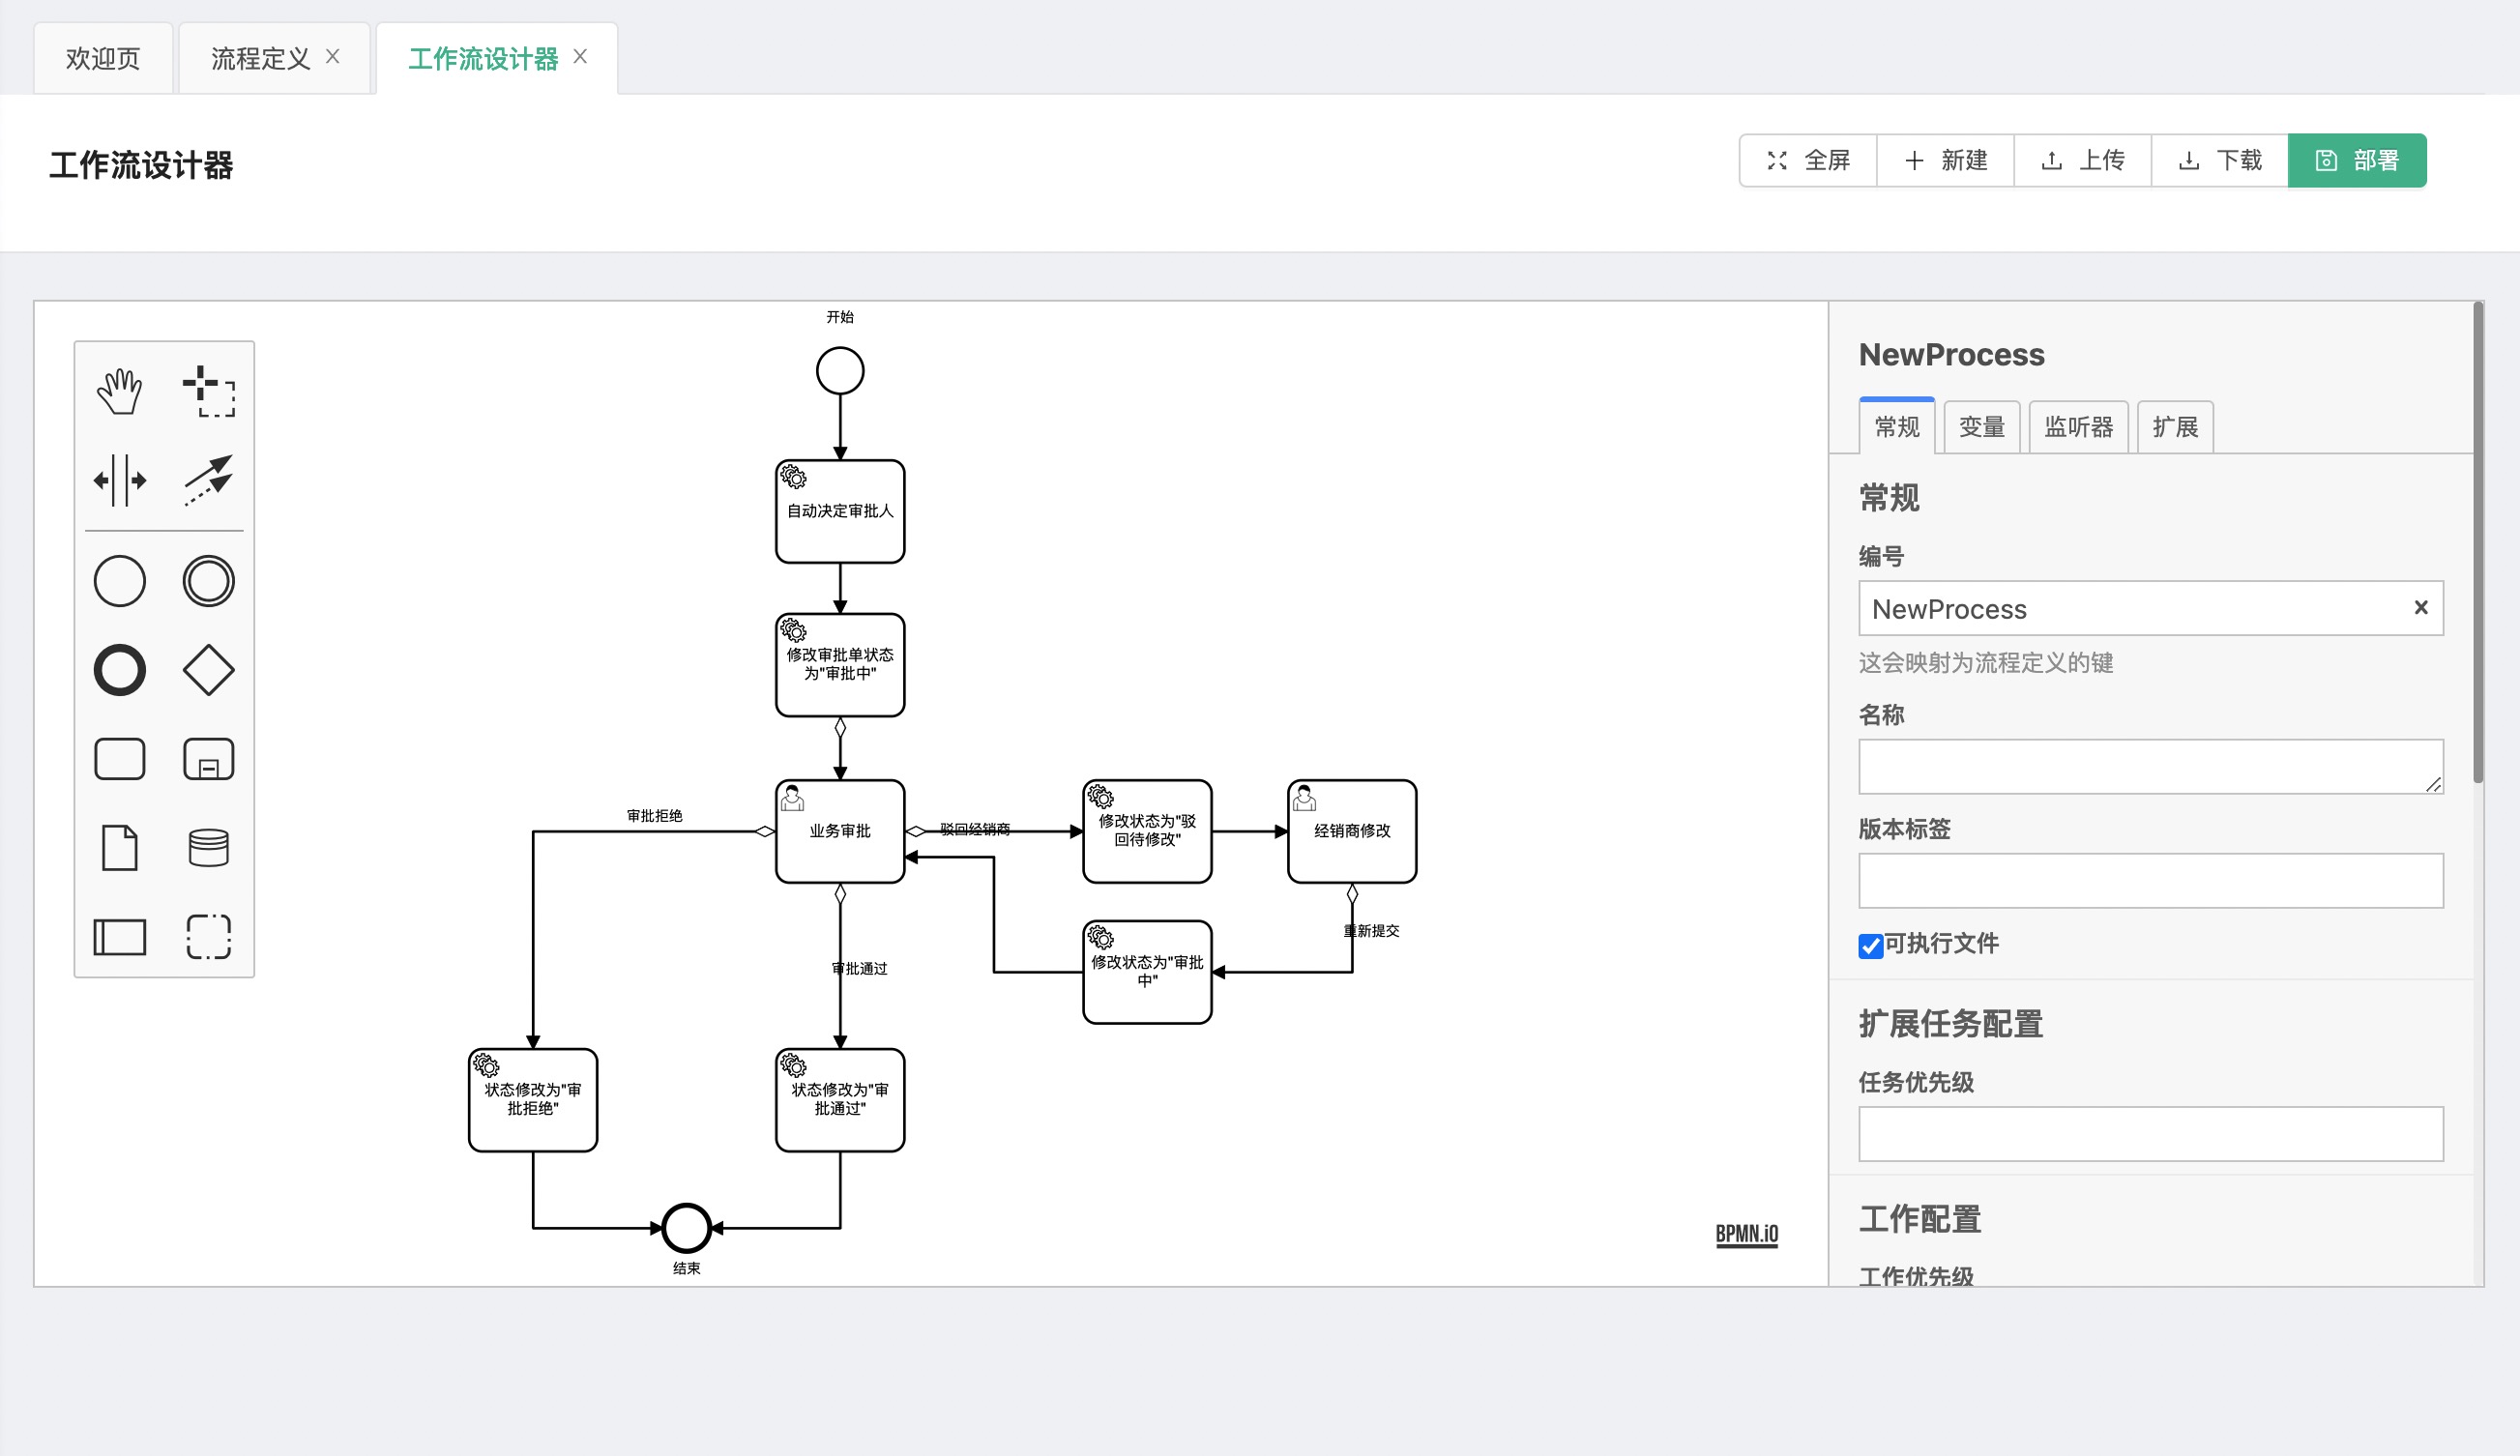 欢迎页
流程定义
工作流设计器
工作流设计器
全屏
新建
上传
下载
部署
开始
自动决定审批人
修改审批单状态
为"审批中"
审批拒绝
业务审批
驳回经销商
修改状态为"驳
回待修改"
经销商修改
重新提交
修改状态为"审批
中"
审批通过
状态修改为"审
批拒绝"
状态修改为"审
批通过"
结束
BPMN.iO
NewProcess
常规
变量
监听器
扩展
常规
编号
NewProcess
这会映射为流程定义的键
名称
版本标签
可执行文件
扩展任务配置
任务优先级
工作配置
工作优先级